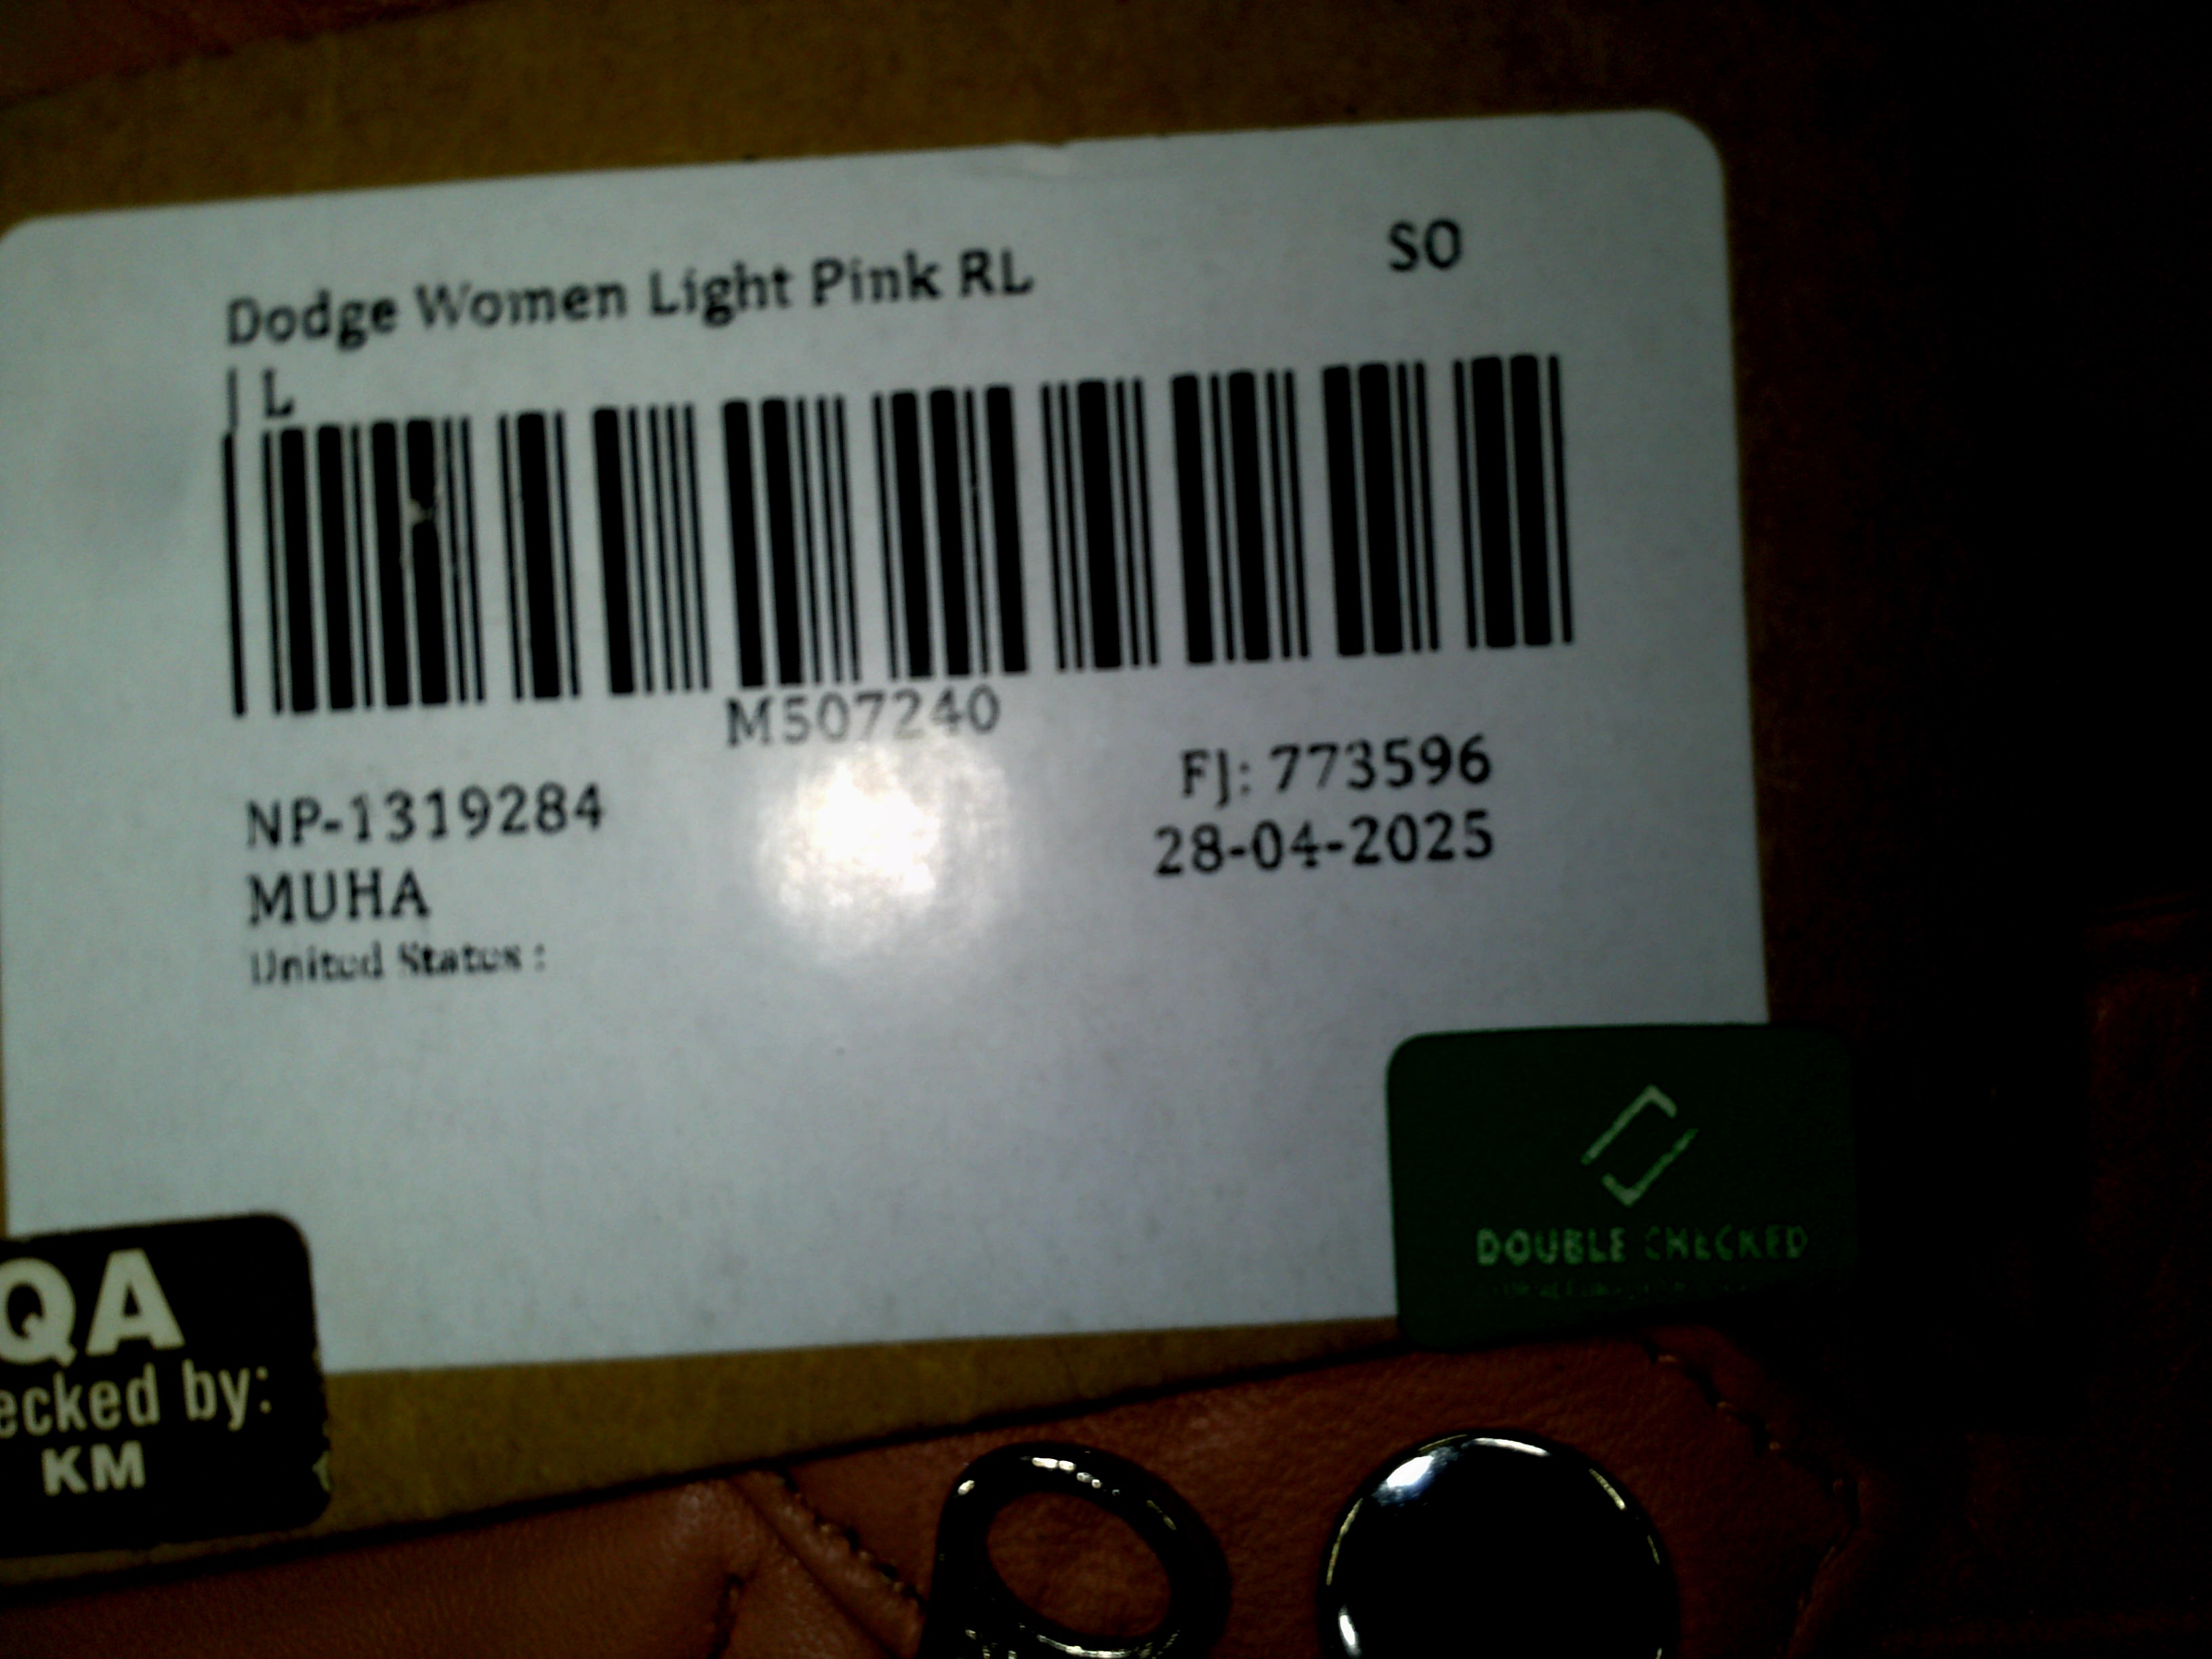 Dodge Women Light Pink RL
SO
| L
M507240
NP-1319284
FJ: 773596
MUHA
28-04-2025
United States :
DOUBLE CHECKED
QA
ecked by:
KM